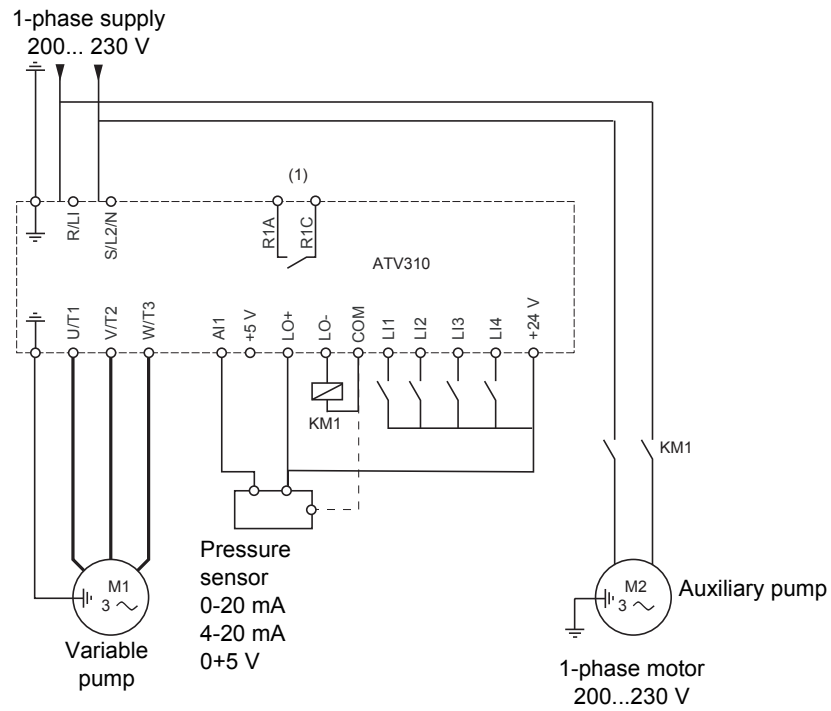 1-phase supply
200... 230 V
(1)
R/LI
S/L2/N
R1A
R1C
ATV310
U/T1
V/T2
W/T3
AI1
+5 V
LO+
LO-
COM
LI1
LI2
LI3
LI4
+24 V
KM1
KM1
Pressure
sensor
0-20 mA
4-20 mA
0+5 V
M1
3
Variable
pump
M2
3
Auxiliary pump
1-phase motor
200...230 V